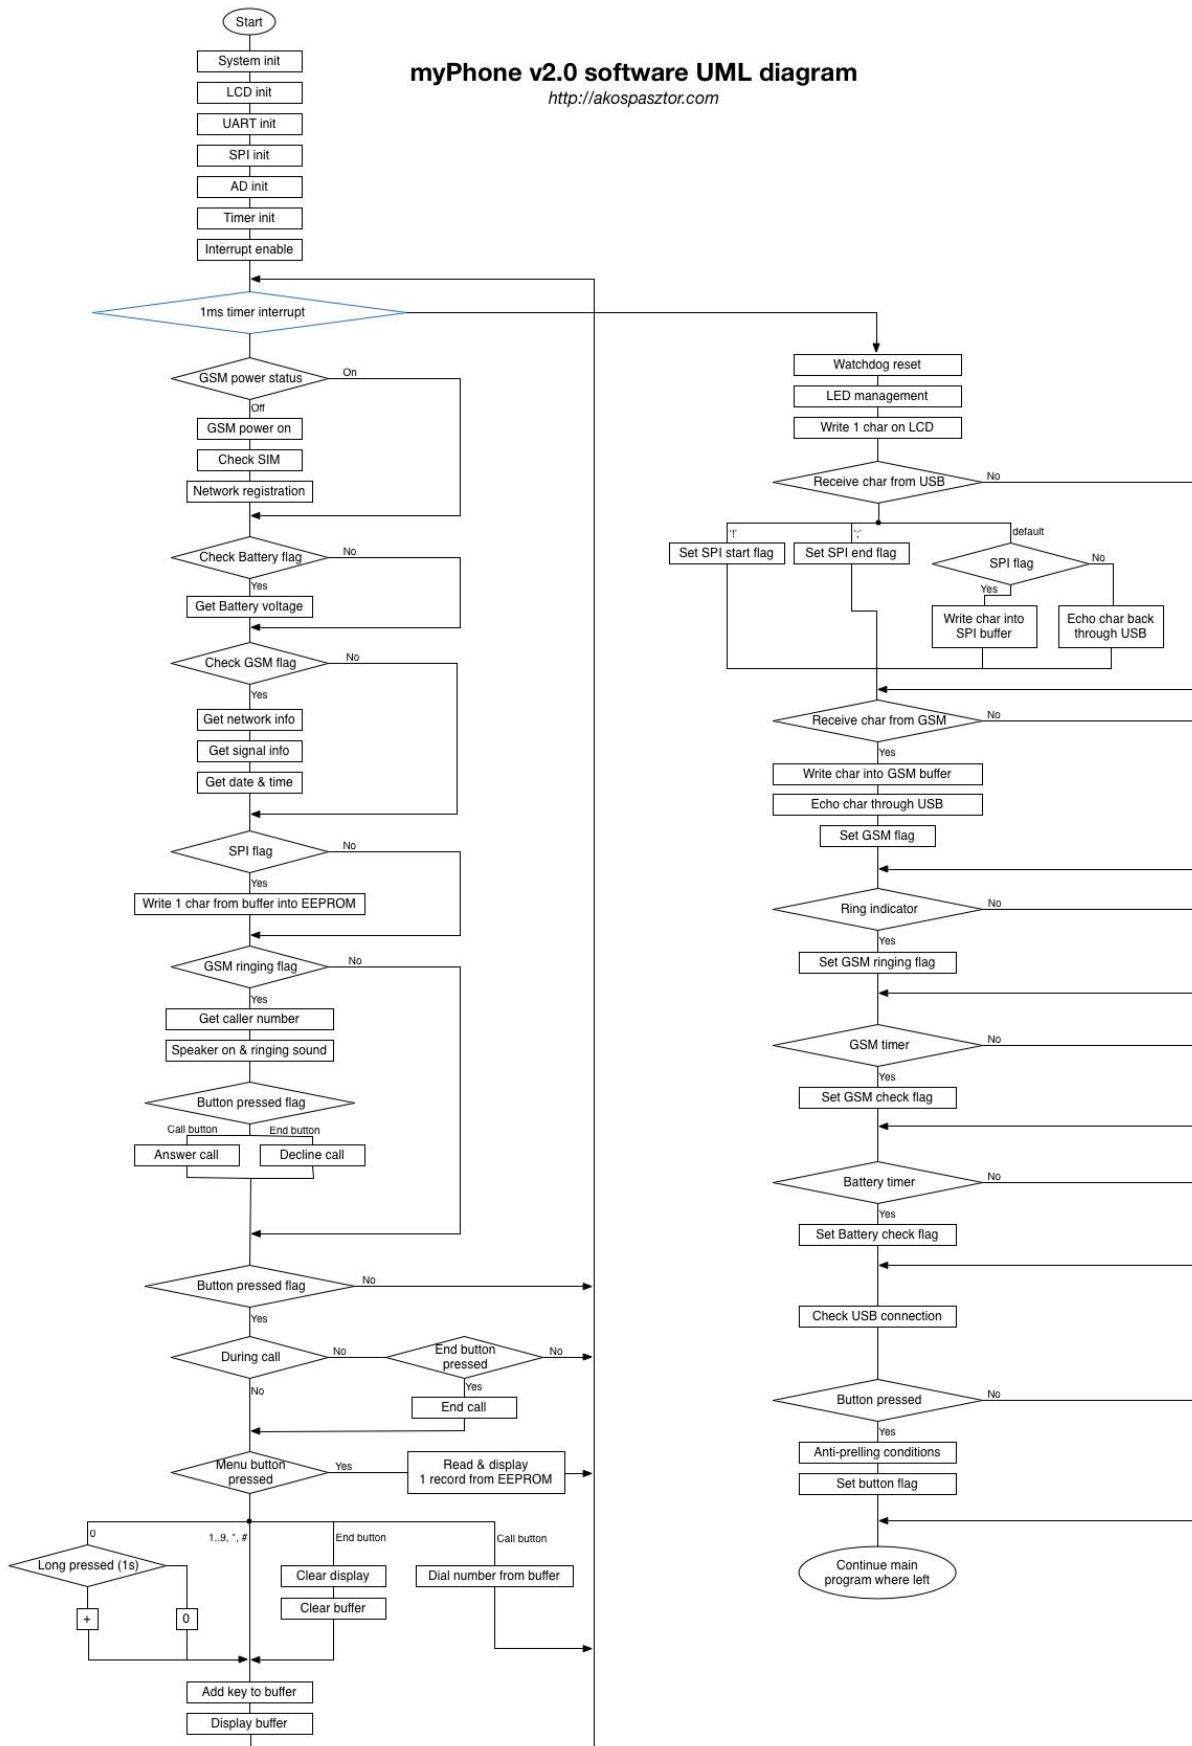 Start
System init
LCD init
UART init
SPI init
AD init
Timer init
Interrupt enable
myPhone v2.0 software UML diagram
http://akospasztor.com
1ms timer interrupt
GSM power status
On
Off
GSM power on
Check SIM
Network registration
Check Battery flag
No
Yes
Get Battery voltage
Check GSM flag
No
Yes
Get network info
Get signal info
Get date & time
SPI flag
No
Yes
Write 1 char from buffer into EEPROM
GSM ringing flag
No
Yes
Get caller number
Speaker on & ringing sound
Button pressed flag
Call button
End button
Answer call
Decline call
Button pressed flag
No
Yes
During call
No
End button
pressed
No
No
Yes
End call
Menu button
pressed
Yes
Read & display
1 record from EEPROM
0
1..9, *, #
End button
Call button
Long pressed (1s)
Clear display
Dial number from buffer
Clear buffer
+
0
Add key to buffer
Display buffer
Watchdog reset
LED management
Write 1 char on LCD
Receive char from USB
No
'!'
';'
default
Set SPI start flag
Set SPI end flag
SPI flag
No
Yes
Write char into
SPI buffer
Echo char back
through USB
Receive char from GSM
No
Yes
Write char into GSM buffer
Echo char through USB
Set GSM flag
Ring indicator
No
Yes
Set GSM ringing flag
GSM timer
No
Yes
Set GSM check flag
Battery timer
No
Yes
Set Battery check flag
Check USB connection
Button pressed
No
Yes
Anti-prelling conditions
Set button flag
Continue main
program where left